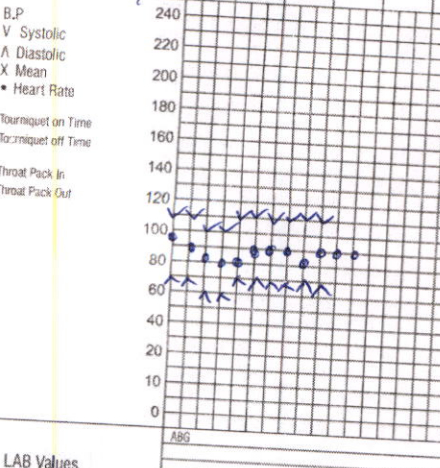 B.P
V Systolic
Λ Diastolic
X Mean
• Heart Rate
Tourniquet on Time
Tourniquet off Time
Throat Pack In
Throat Pack Out
240
220
200
180
160
140
120
100
80
60
40
20
10
0
ABG
LAB Values